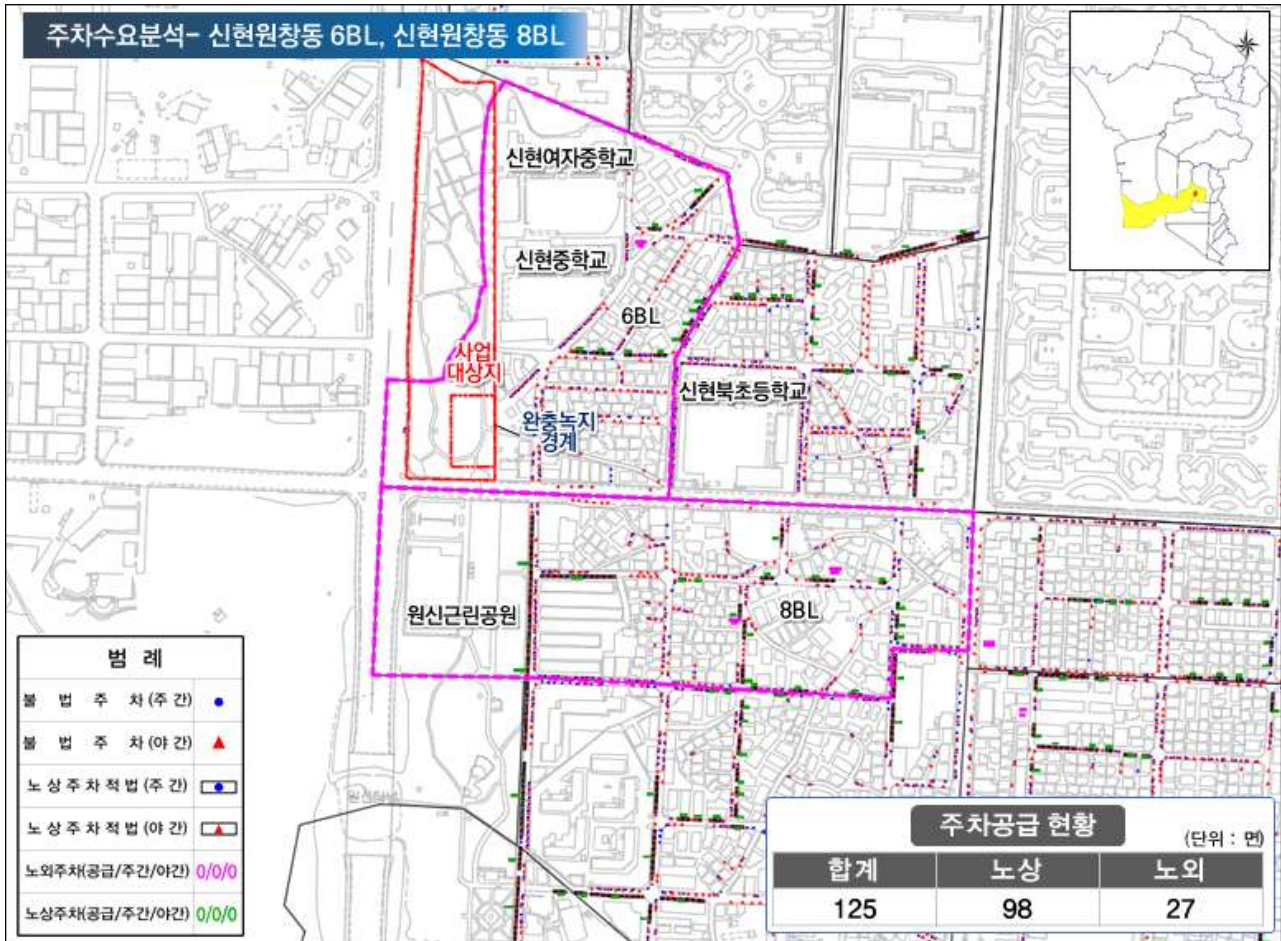 주차수요분석- 신현원창동 6BL, 신현원창동 8BL
신현여자중학교
신현중학교
6BL
사업
대상지
신현북초등학교
완충녹지
경계
원신근린공원
8BL
범 례
불 법 주 차(주 간)
불 법 주 차(야 간)
노 상 주 차 적 법 (주 간)
노 상 주 차 적 법 (야 간)
노외주차(공급/주간/야간) 0/0/0
노상주차(공급/주간/야간) 0/0/0
주차공급 현황
(단위 : 면)
합계 노상 노외
125 98 27